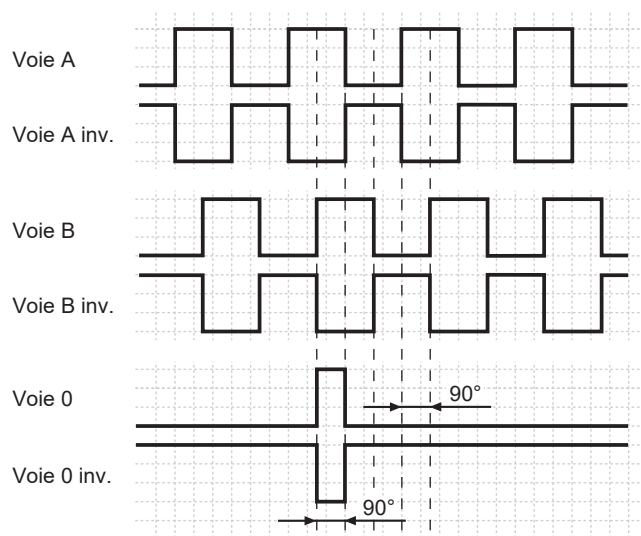 Voie A
Voie A inv.
Voie B
Voie B inv.
Voie 0
90°
Voie 0 inv.
90°